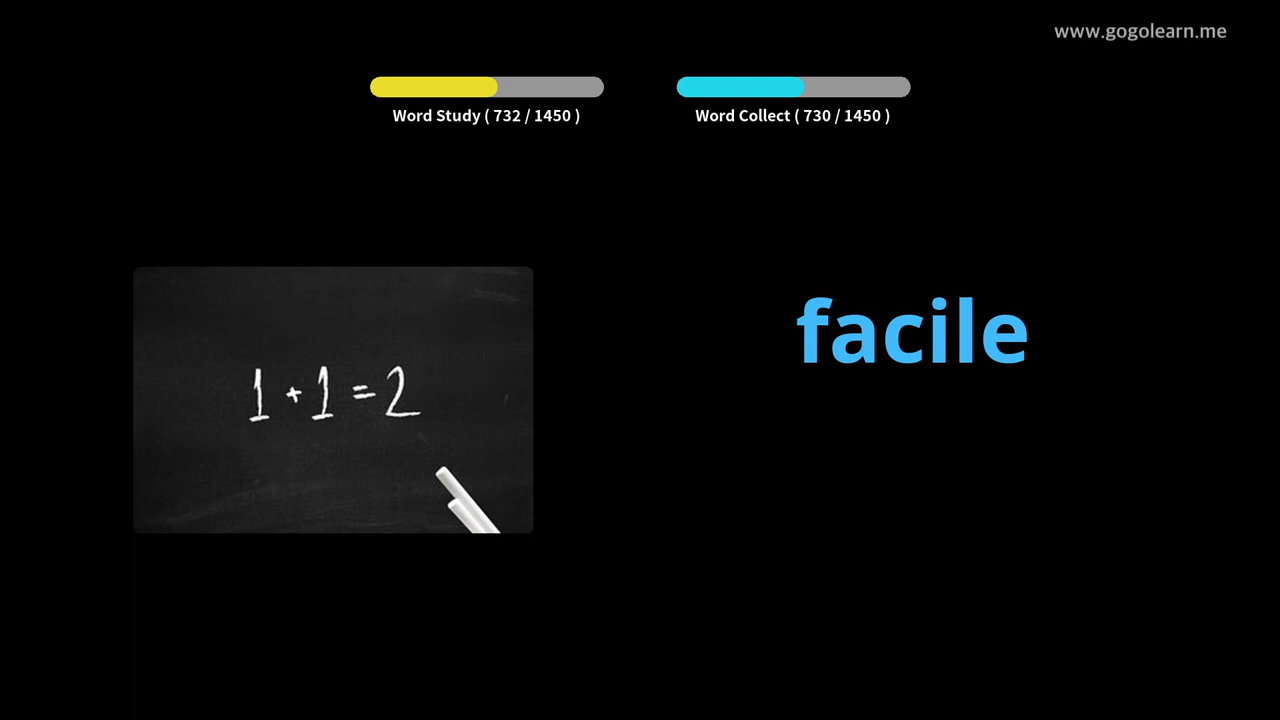 www.gogolearn.me
Word Study ( 732 / 1450 )
Word Collect ( 730 / 1450 )
facile
1 + 1 = 2